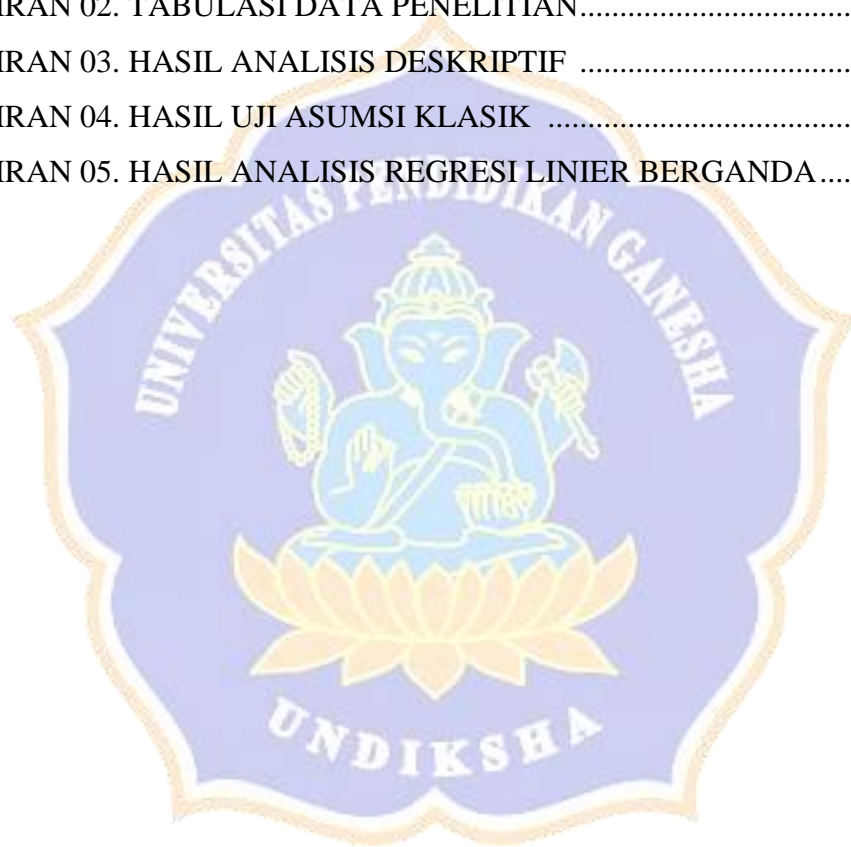 IRAN 02. TABULASI DATA PENELITIAN..................................
IRAN 03. HASIL ANALISIS DESKRIPTIF ..................................
IRAN 04. HASIL UJI ASUMSI KLASIK ......................................
IRAN 05. HASIL ANALISIS REGRESI LINIER BERGANDA....
UNIVERSITAS PENDIDIKAN GANESHA
UNDIKSHA